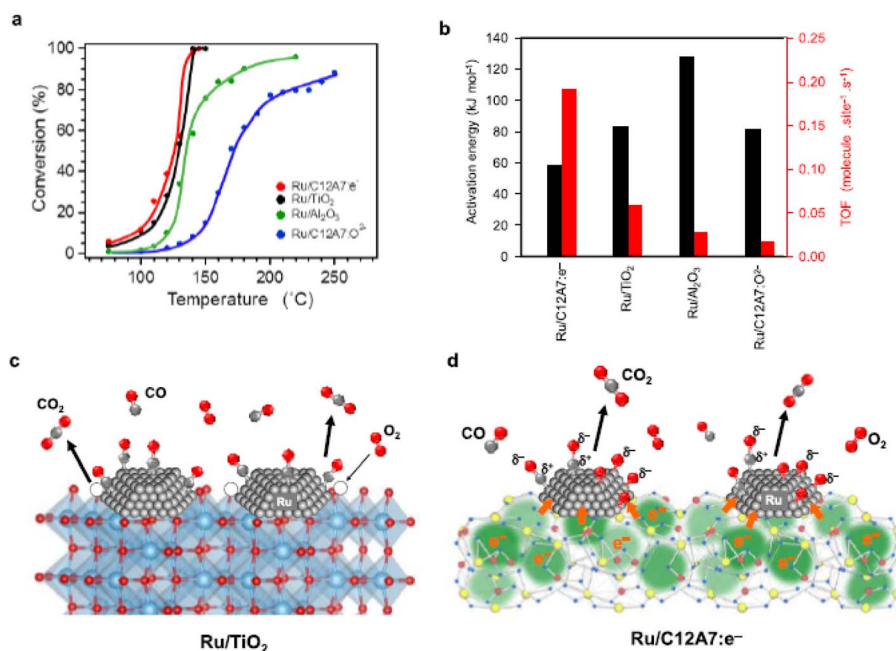 a
Conversion (%)
100
80
60
40
20
0
100
150
200
250
Temperature (˚C)
Ru/C12A7:e⁻
Ru/TiO₂
Ru/Al₂O₃
Ru/C12A7:O²⁻
b
Activation energy (kJ mol⁻¹)
140
120
100
80
60
40
20
0
0.25
0.20
0.15
0.10
0.05
0.00
TOF (molecule .site⁻¹ .s⁻¹)
Ru/C12A7:e⁻
Ru/TiO₂
Ru/Al₂O₃
Ru/C12A7:O²⁻
c
CO₂
CO
O₂
Ru
Ru/TiO₂
d
CO
CO₂
O₂
δ⁻
δ⁻
δ⁺
δ⁺
δ⁻
δ⁻
δ⁺
δ⁻
δ⁻
Ru
e⁻
e⁻
e⁻
e⁻
e⁻
e⁻
e⁻
Ru/C12A7:e⁻